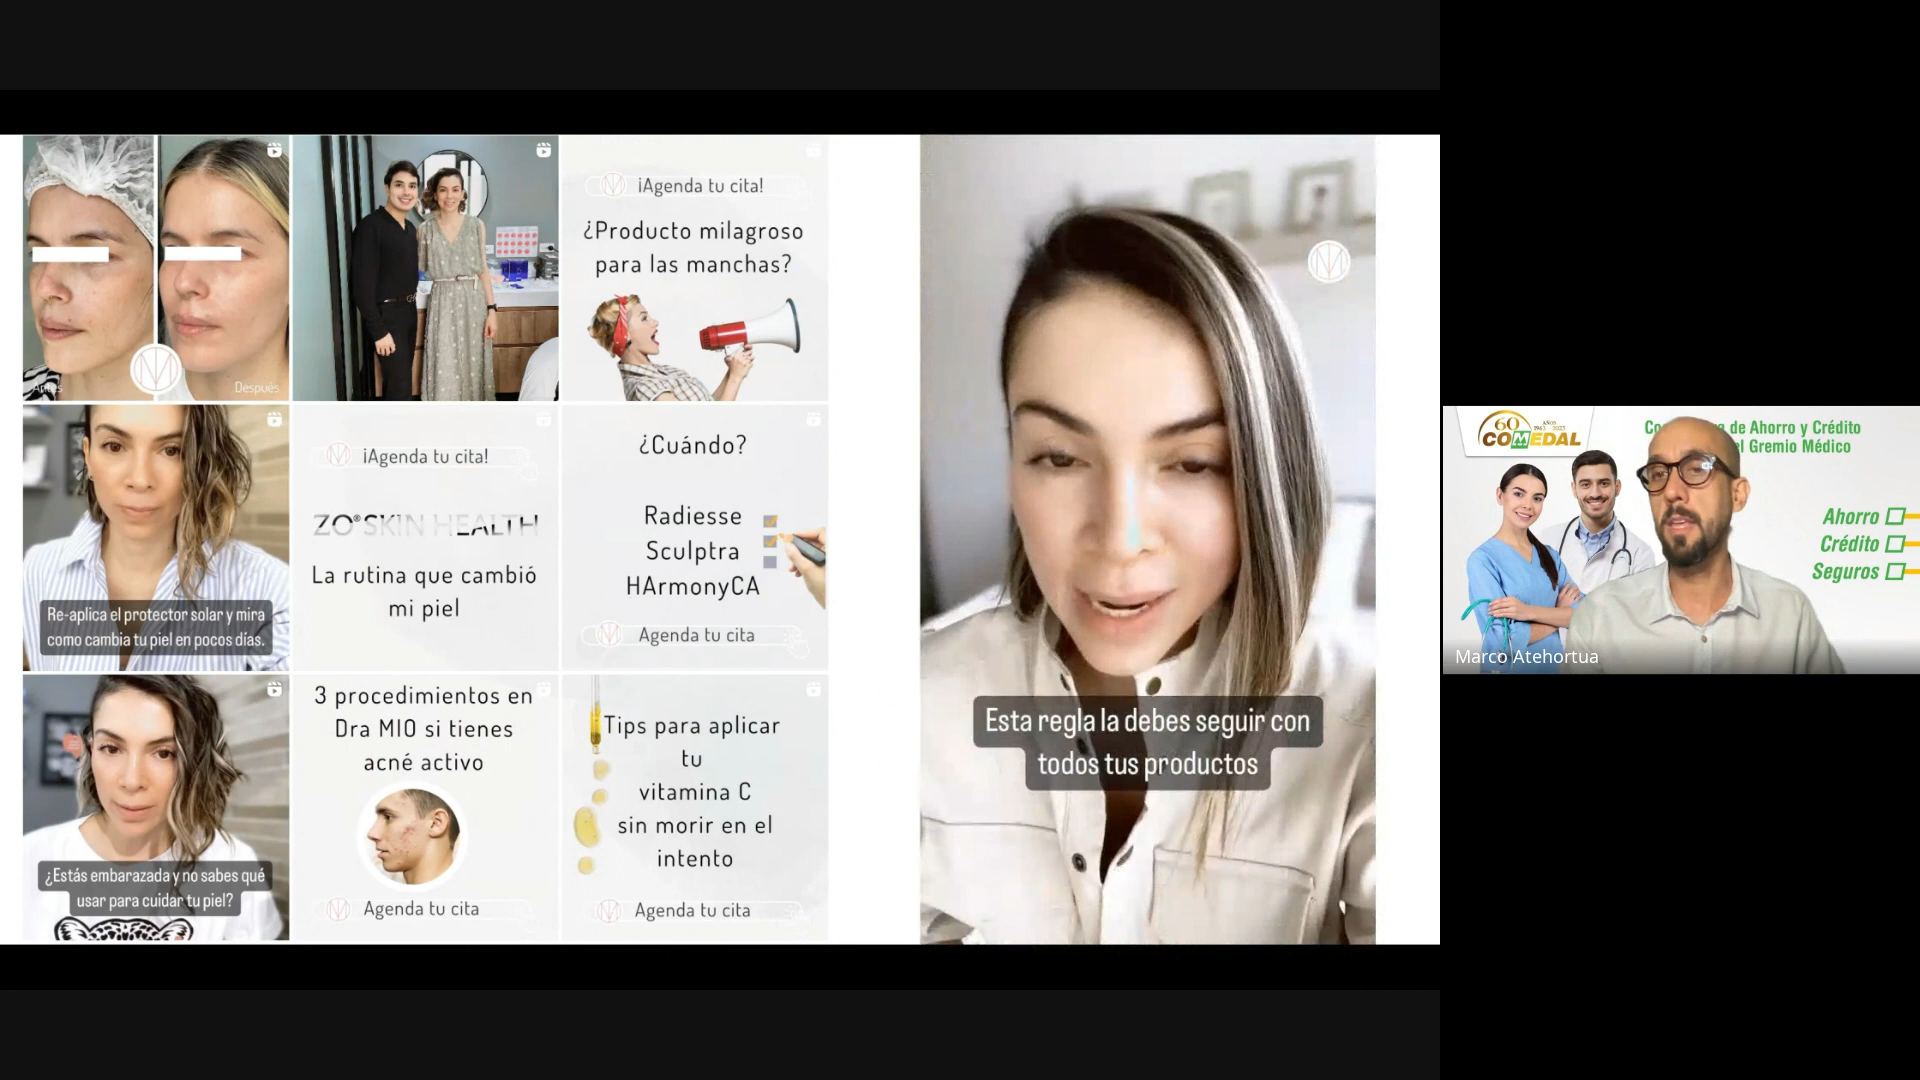 Antes
Después
¡Agenda tu cita!
¿Producto milagroso
para las manchas?
Re-aplica el protector solar y mira
como cambia tu piel en pocos días.
¡Agenda tu cita!
ZO® SKIN HEALTH
La rutina que cambió
mi piel
¿Cuándo?
Radiesse
Sculptra
HArmonyCA
Agenda tu cita
¿Estás embarazada y no sabes qué
usar para cuidar tu piel?
3 procedimientos en
Dra MIO si tienes
acné activo
Agenda tu cita
Tips para aplicar
tu
vitamina C
sin morir en el
intento
Agenda tu cita
Esta regla la debes seguir con
todos tus productos
60 AÑOS
COMEDAL
de Ahorro y Crédito
Gremio Médico
Ahorro
Crédito
Seguros
Marco Atehortua